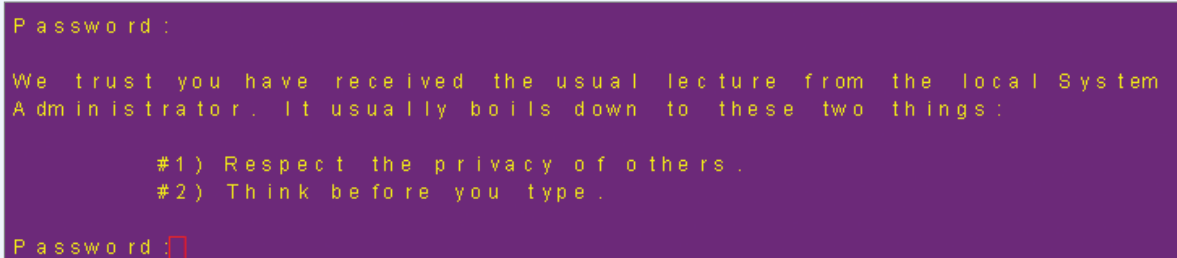 Password:
We trust you have received the usual lecture from the local System
Administrator. It usually boils down to these two things:
#1) Respect the privacy of others.
#2) Think before you type.
Password: